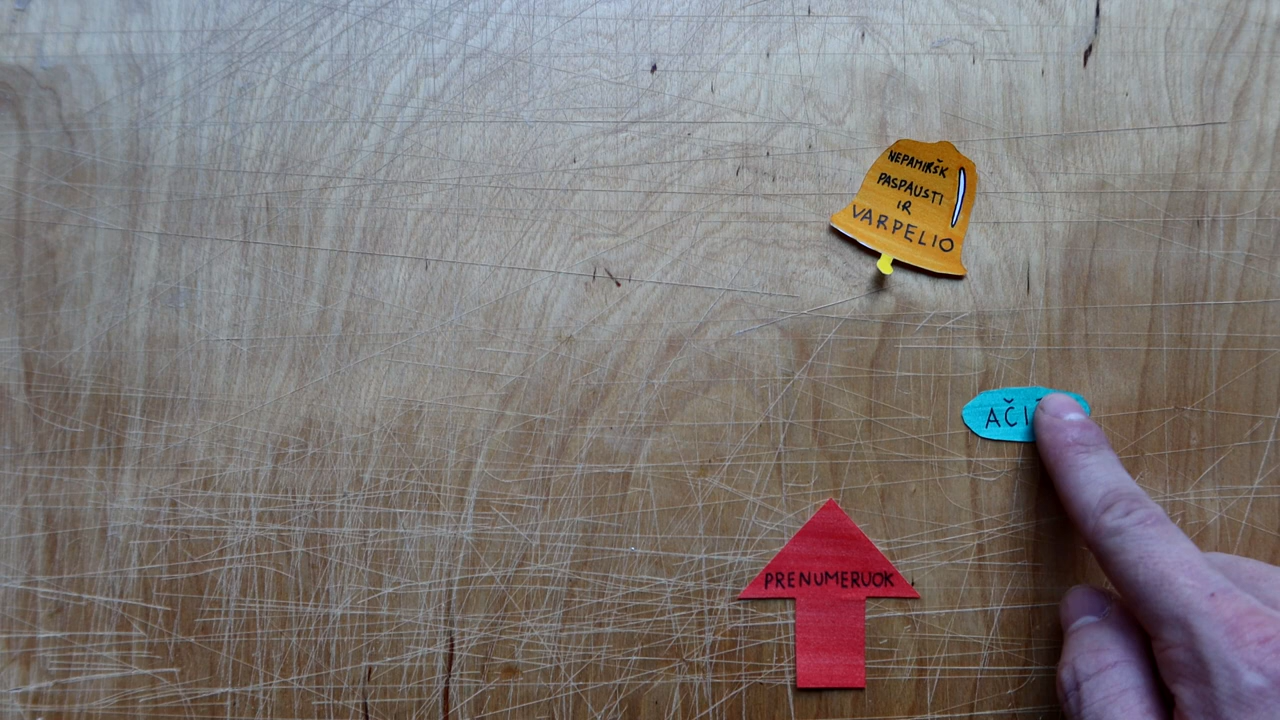 NEPAMIRŠK
PASPAUSTI
IR
VARPELIO
PRENUMERUOK